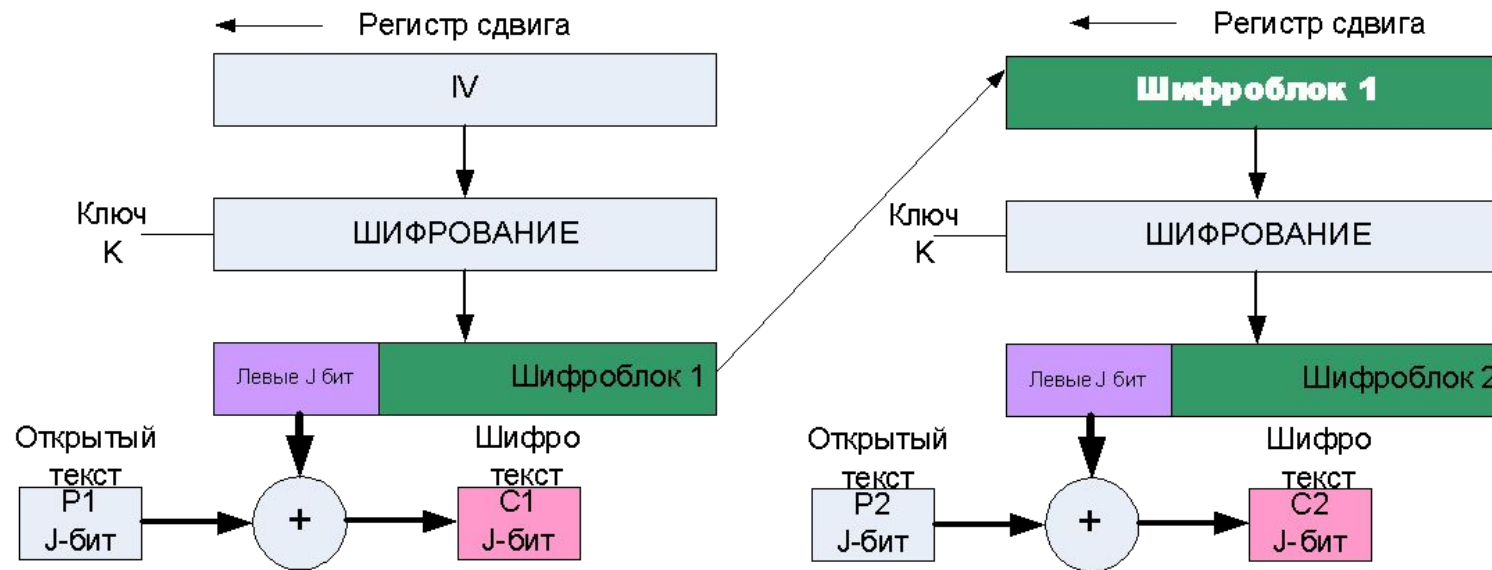 Регистр сдвига
IV
Ключ
K
ШИФРОВАНИЕ
Левые J бит
Шифроблок 1
Открытый
текст
P1
J-бит
+
Шифро
текст
C1
J-бит
Регистр сдвига
Шифроблок 1
Ключ
K
ШИФРОВАНИЕ
Левые J бит
Шифроблок 2
Открытый
текст
P2
J-бит
+
Шифро
текст
C2
J-бит